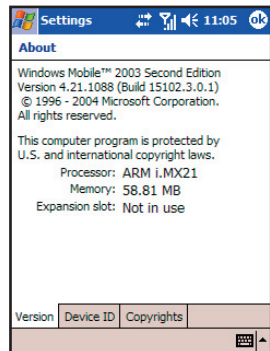 Settings 11:05 ok
About
Windows Mobile™ 2003 Second Edition
Version 4.21.1088 (Build 15102.3.0.1)
© 1996 - 2004 Microsoft Corporation.
All rights reserved.
This computer program is protected by
U.S. and international copyright laws.
Processor: ARM i.MX21
Memory: 58.81 MB
Expansion slot: Not in use
Version Device ID Copyrights